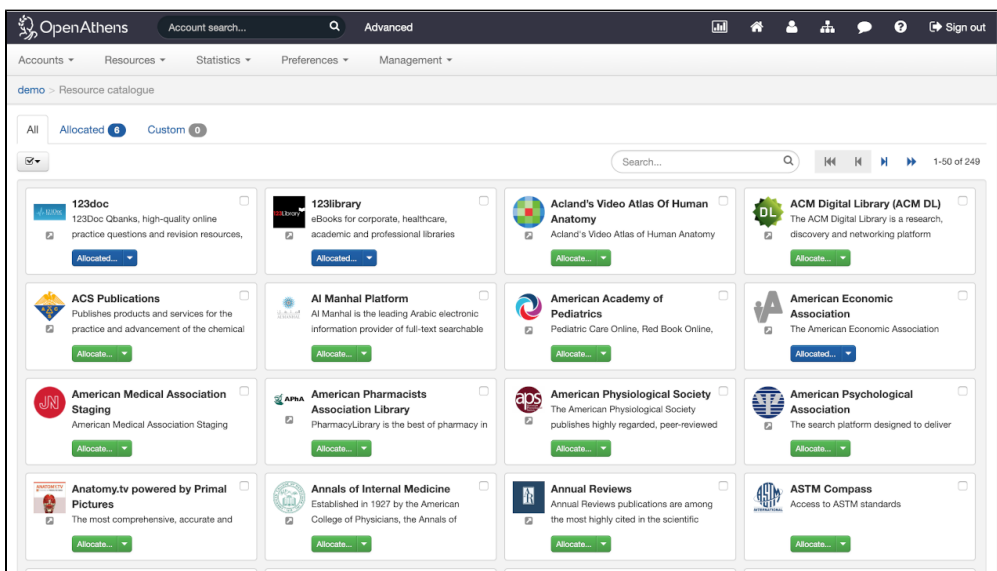 OpenAthens Account search... Advanced Sign out
Accounts Resources Statistics Preferences Management
demo > Resource catalogue
All Allocated 6 Custom 0
Search... 1-50 of 249
123doc
123Doc Qbanks, high-quality online
practice questions and revision resources,
Allocated...
123Library
123library
eBooks for corporate, healthcare,
academic and professional libraries
Allocated...
Acland's Video Atlas Of Human
Anatomy
Acland's Video Atlas of Human Anatomy
Allocate...
DL
ACM Digital Library (ACM DL)
The ACM Digital Library is a research,
discovery and networking platform
Allocate...
ACS Publications
Publishes products and services for the
practice and advancement of the chemical
Allocate...
Al Manhal Platform
Al Manhal is the leading Arabic electronic
information provider of full-text searchable
Allocate...
American Academy of
Pediatrics
Pediatric Care Online, Red Book Online,
Allocate...
American Economic
Association
The American Economic Association
Allocated...
JN
American Medical Association
Staging
American Medical Association Staging
Allocate...
APhA
American Pharmacists
Association Library
PharmacyLibrary is the best of pharmacy in
Allocate...
aps
American Physiological Society
The American Physiological Society
publishes highly regarded, peer-reviewed
Allocate...
American Psychological
Association
The search platform designed to deliver
Allocate...
ANATOMY.TV
Anatomy.tv powered by Primal
Pictures
The most comprehensive, accurate and
Allocate...
Annals of Internal Medicine
Established in 1927 by the American
College of Physicians, the Annals of
Allocate...
Annual Reviews
Annual Reviews publications are among
the most highly cited in the scientific
Allocate...
ASTM
INTERNATIONAL
ASTM Compass
Access to ASTM standards
Allocate...